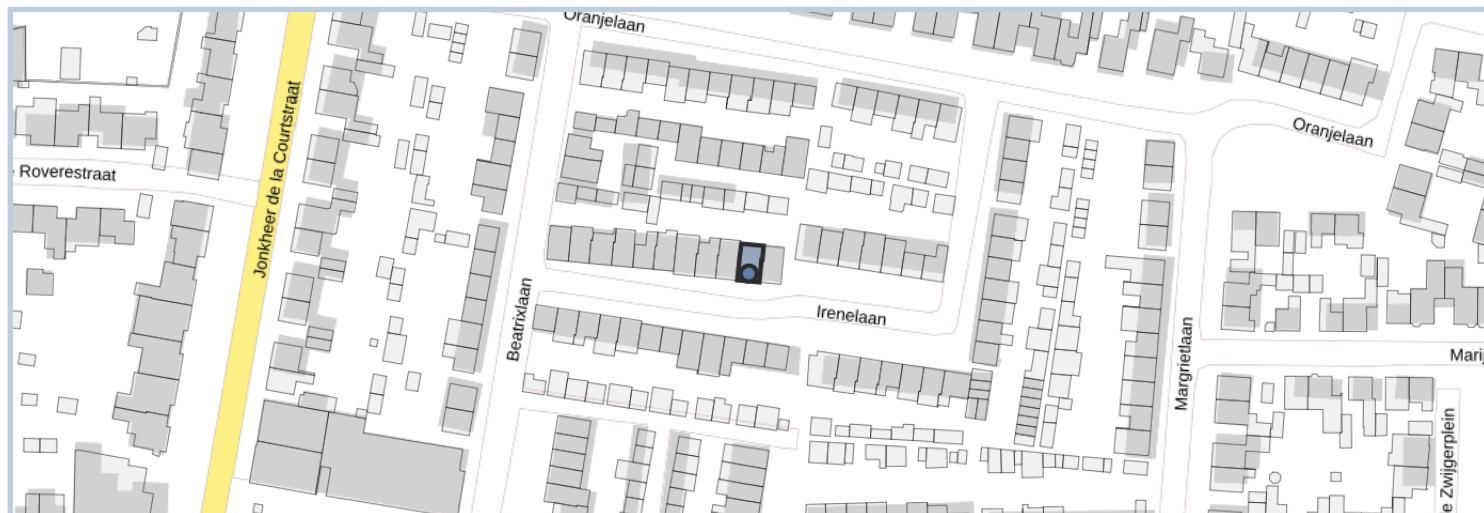 Oranjelaan
Oranjelaan
Jonkheer de la Courtstraat
Roverestraat
Beatrixlaan
Irenelaan
Margrietlaan
Marij
e Zwijgerplein